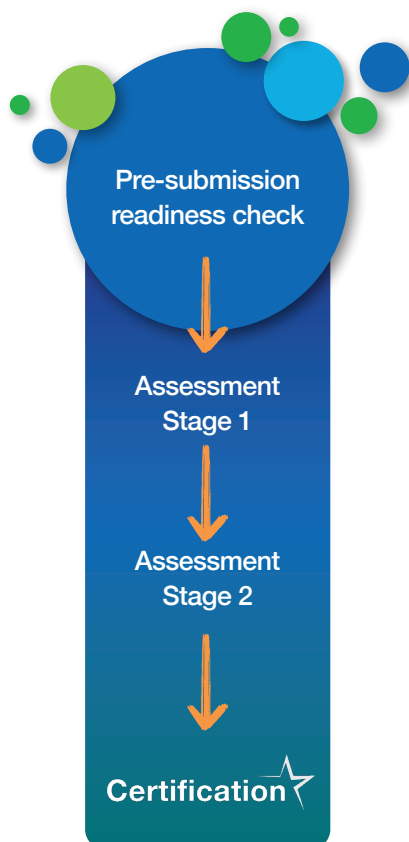 Pre-submission
readiness check
Assessment
Stage 1
Assessment
Stage 2
Certification